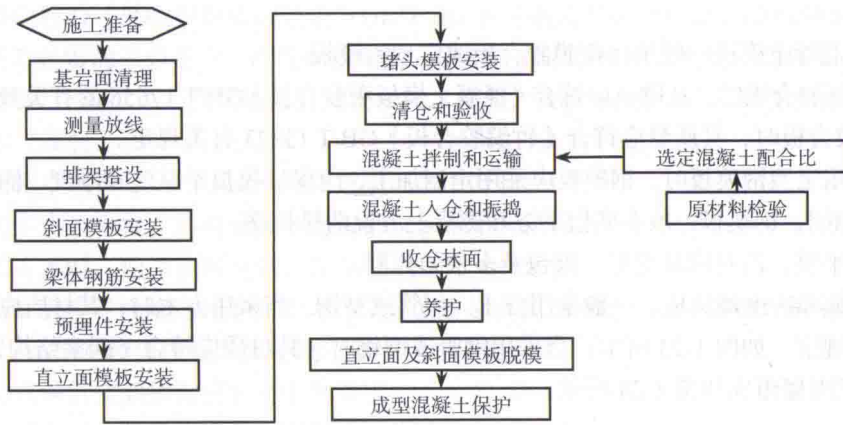 施工准备
基岩面清理
测量放线
排架搭设
斜面模板安装
梁体钢筋安装
预埋件安装
直立面模板安装
堵头模板安装
清仓和验收
混凝土拌制和运输
混凝土入仓和振捣
收仓抹面
养护
直立面及斜面模板脱模
成型混凝土保护
选定混凝土配合比
原材料检验